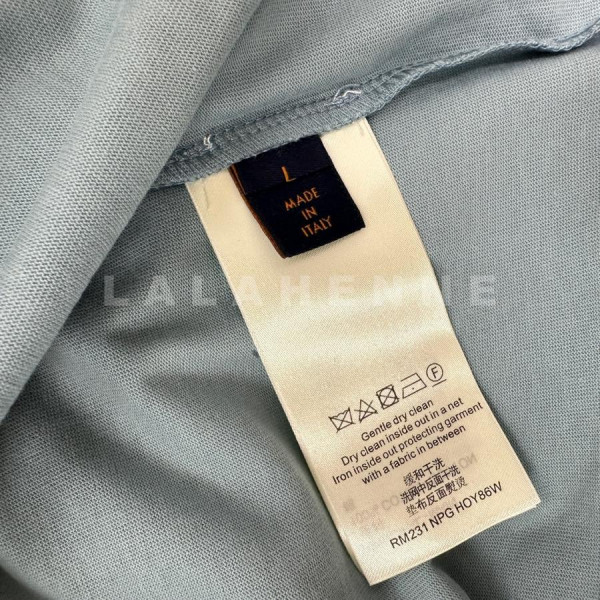 L
MADE
IN
ITALY
LALAHENNE
F
Gentle dry clean
Dry clean inside out in a net
Iron inside out protecting garment
with a fabric in between
缓和干洗
洗网中反面干洗
垫布反面熨烫
RM231 NPG HOY86W